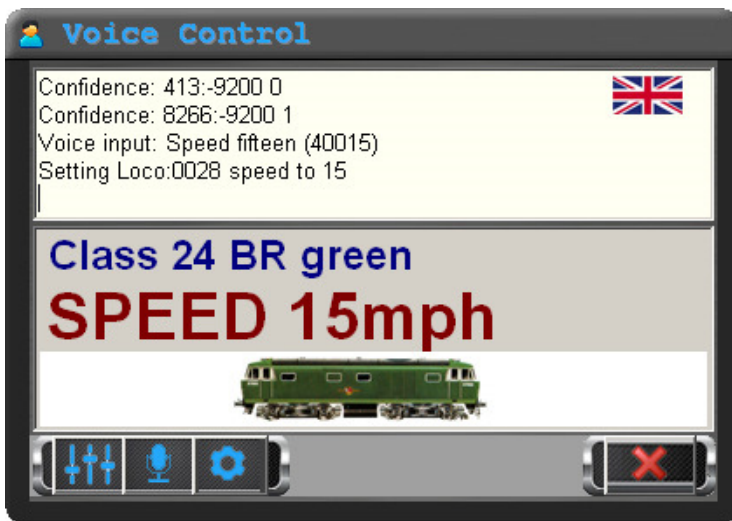 Voice Control
Confidence: 413:-9200 0
Confidence: 8266:-9200 1
Voice input: Speed fifteen (40015)
Setting Loco:0028 speed to 15
Class 24 BR green
SPEED 15mph